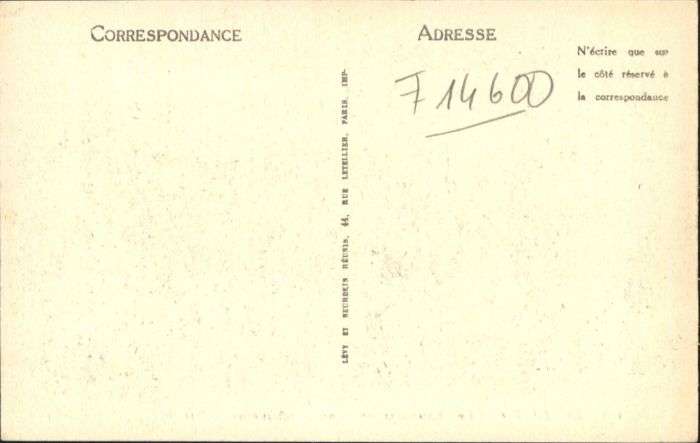 CORRESPONDANCE
ADRESSE
N'écrire que sur
le côté réservé à
la correspondance
F 14600
LÉVY ET NEURDEIN RÉUNIS, 44, RUE LETELLIER, PARIS, IMP-